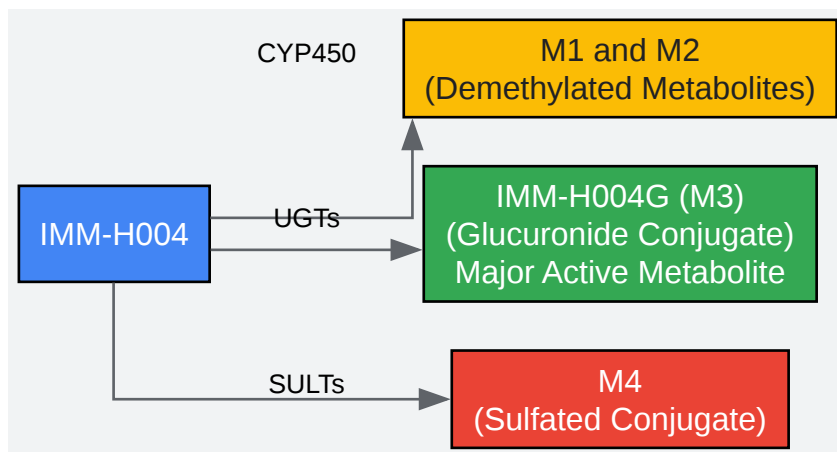 CYP450
M1 and M2
(Demethylated Metabolites)
IMM-H004
UGTs
IMM-H004G (M3)
(Glucuronide Conjugate)
Major Active Metabolite
SULTs
M4
(Sulfated Conjugate)